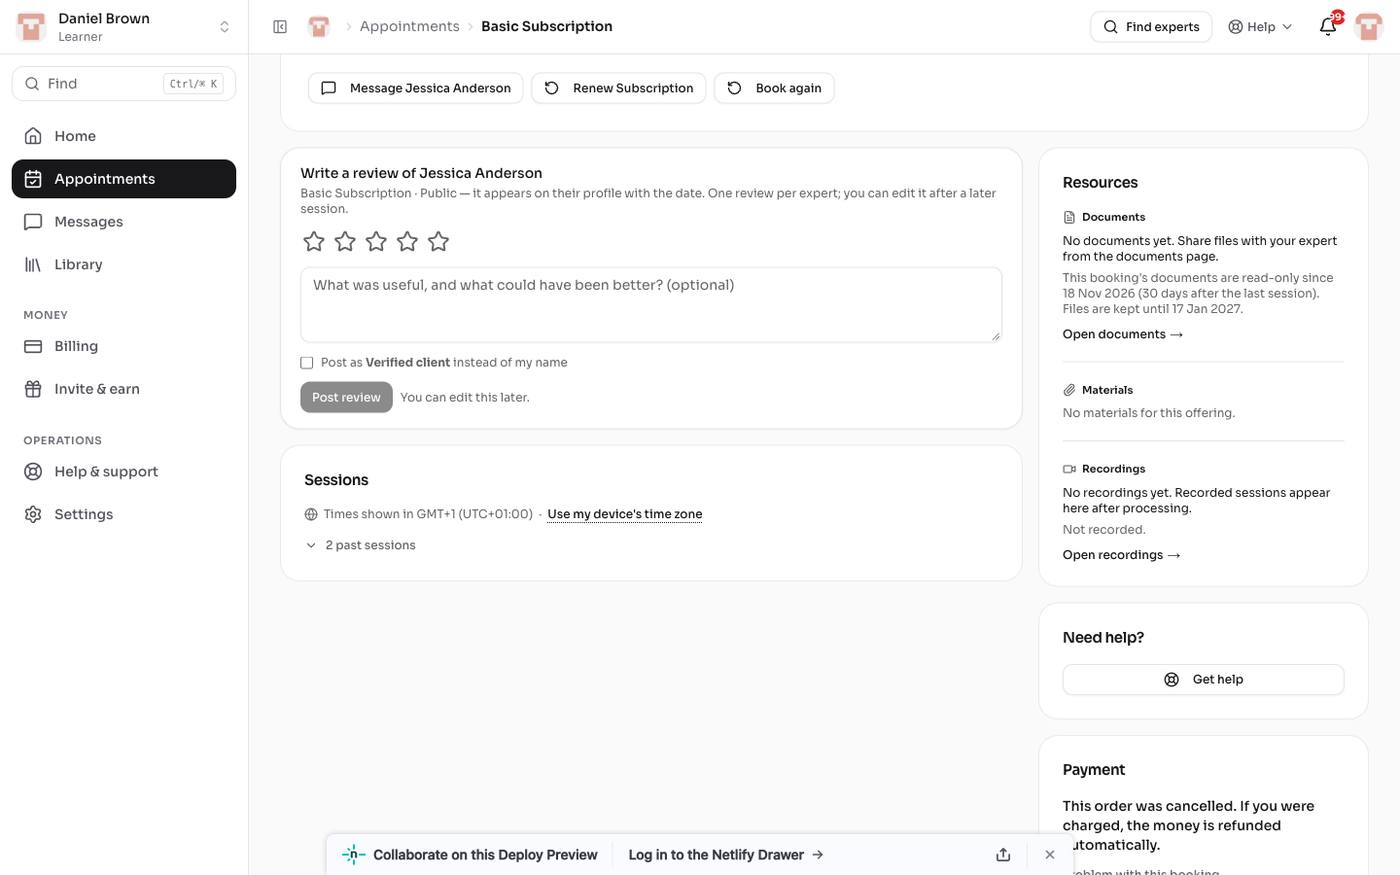 Daniel Brown
Learner
Find
Ctrl/⌘ K
Home
Appointments
Messages
Library
MONEY
Billing
Invite & earn
OPERATIONS
Help & support
Settings
Appointments
Basic Subscription
Find experts
Help
Message Jessica Anderson
Renew Subscription
Book again
Write a review of Jessica Anderson
Basic Subscription · Public — it appears on their profile with the date. One review per expert; you can edit it after a later
session.
What was useful, and what could have been better? (optional)
Post as Verified client instead of my name
Post review
You can edit this later.
Sessions
Times shown in GMT+1 (UTC+01:00) · Use my device's time zone
2 past sessions
Resources
Documents
No documents yet. Share files with your expert
from the documents page.
This booking's documents are read-only since
18 Nov 2026 (30 days after the last session).
Files are kept until 17 Jan 2027.
Open documents →
Materials
No materials for this offering.
Recordings
No recordings yet. Recorded sessions appear
here after processing.
Not recorded.
Open recordings →
Need help?
Get help
Payment
This order was cancelled. If you were
charged, the money is refunded
automatically.
Problem with this booking
Collaborate on this Deploy Preview
Log in to the Netlify Drawer →